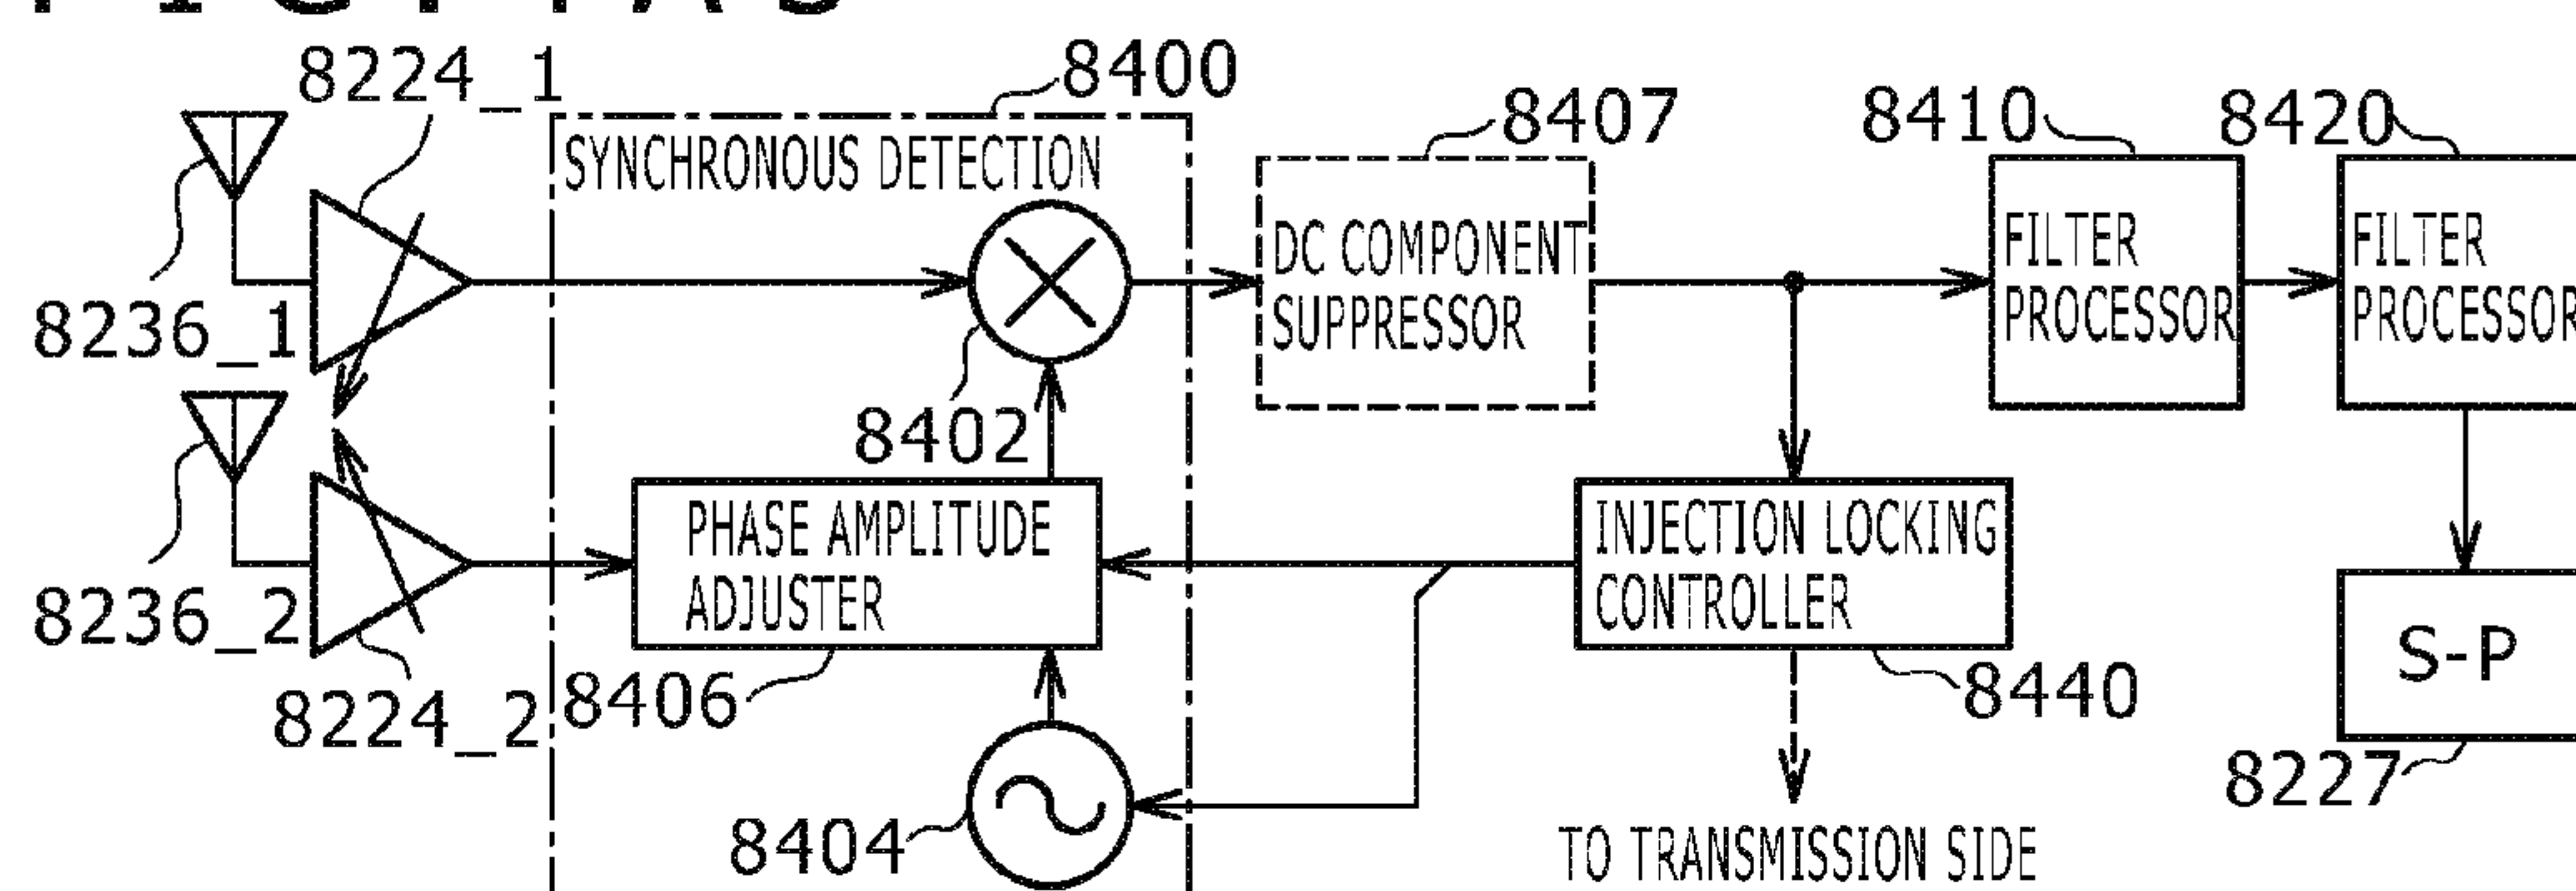 8224_1
8400
8407
8410
8420
SYNCHRONOUS DETECTION
DC COMPONENT
SUPPRESSOR
FILTER
PROCESSOR
FILTER
PROCESSOR
8236_1
8402
PHASE AMPLITUDE
ADJUSTER
INJECTION LOCKING
CONTROLLER
8236_2
S-P
8224_2
8406
8440
8227
8404
TO TRANSMISSION SIDE